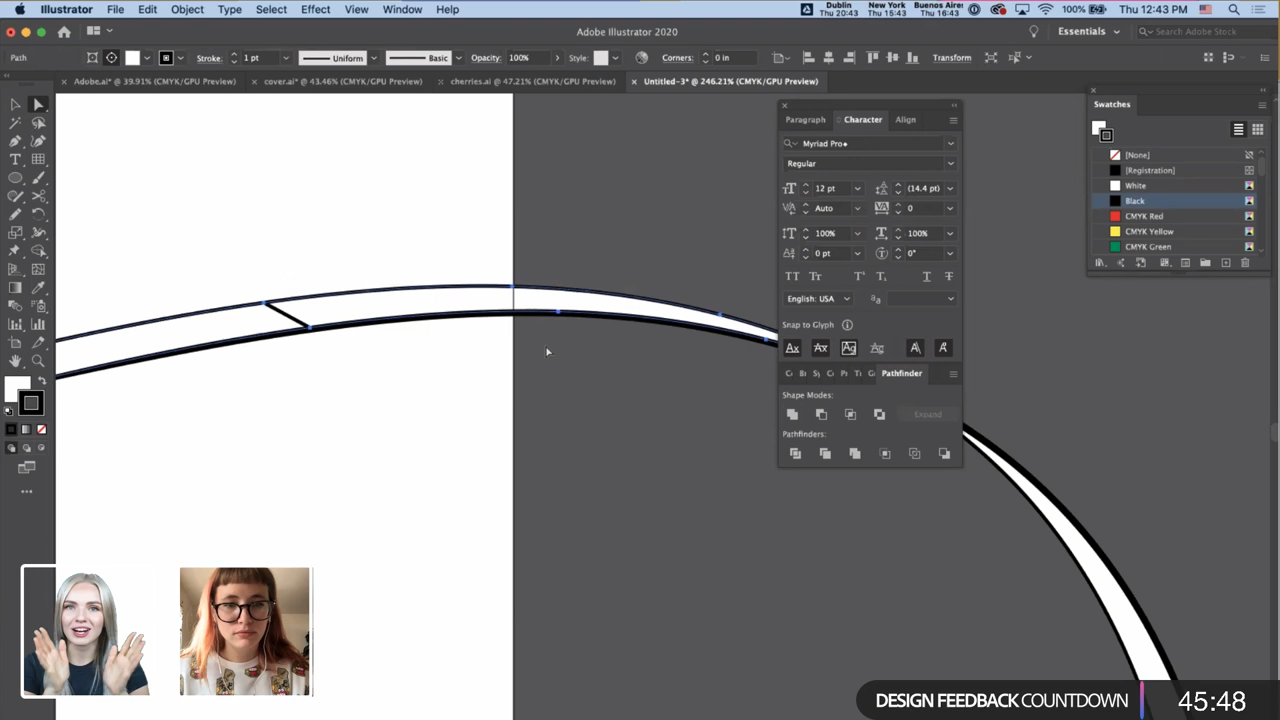 Illustrator File Edit Object Type Select Effect View Window Help
Dublin Thu 20:43 New York Thu 15:43 Buenos Aires Thu 16:43 100% Thu 12:43 PM
Adobe Illustrator 2020
Essentials
Search Adobe Stock
Path Stroke: 1 pt Uniform Basic Opacity: 100% Style: Corners: 0 in Transform
Adobe.ai* @ 39.91% (CMYK/GPU Preview) cover.ai* @ 43.46% (CMYK/GPU Preview) cherries.ai @ 47.21% (CMYK/GPU Preview) Untitled-3* @ 246.21% (CMYK/GPU Preview)
Paragraph Character Align
Myriad Pro
Regular
12 pt (14.4 pt)
Auto 0
100% 100%
0 pt 0°
English: USA
Snap to Glyph
Pathfinder
Shape Modes:
Expand
Pathfinders:
Swatches
[None]
[Registration]
White
Black
CMYK Red
CMYK Yellow
CMYK Green
DESIGN FEEDBACK COUNTDOWN 45:48